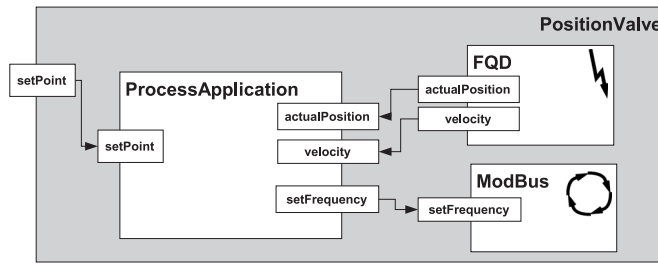 PositionValve
setPoint
ProcessApplication
setPoint
actualPosition
velocity
setFrequency
FQD
actualPosition
velocity
ModBus
setFrequency